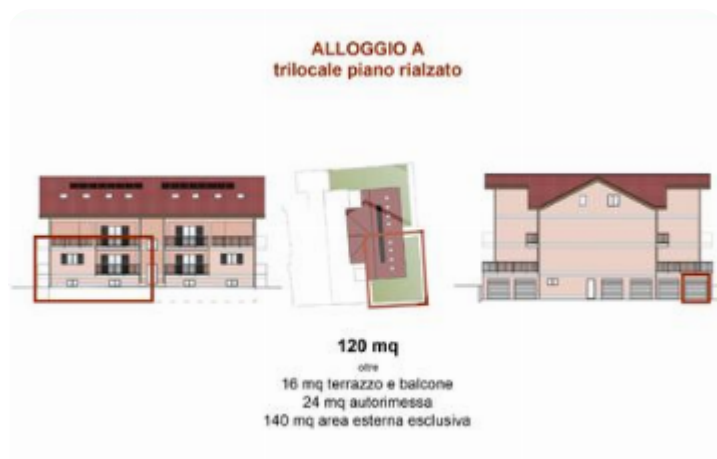 ALLOGGIO A
trilocale piano rialzato
120 mq
oltre
16 mq terrazzo e balcone
24 mq autorimessa
140 mq area esterna esclusiva